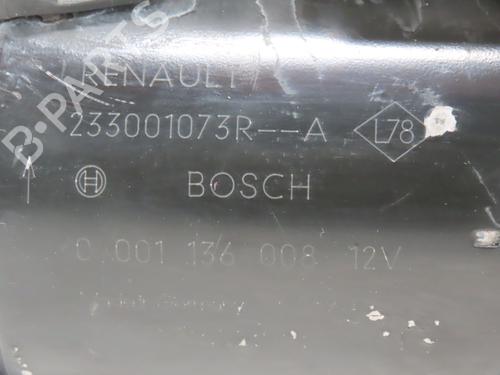 B-PARTS
RENAULT
233001073R--A L78
BOSCH
0 001 136 008 12V